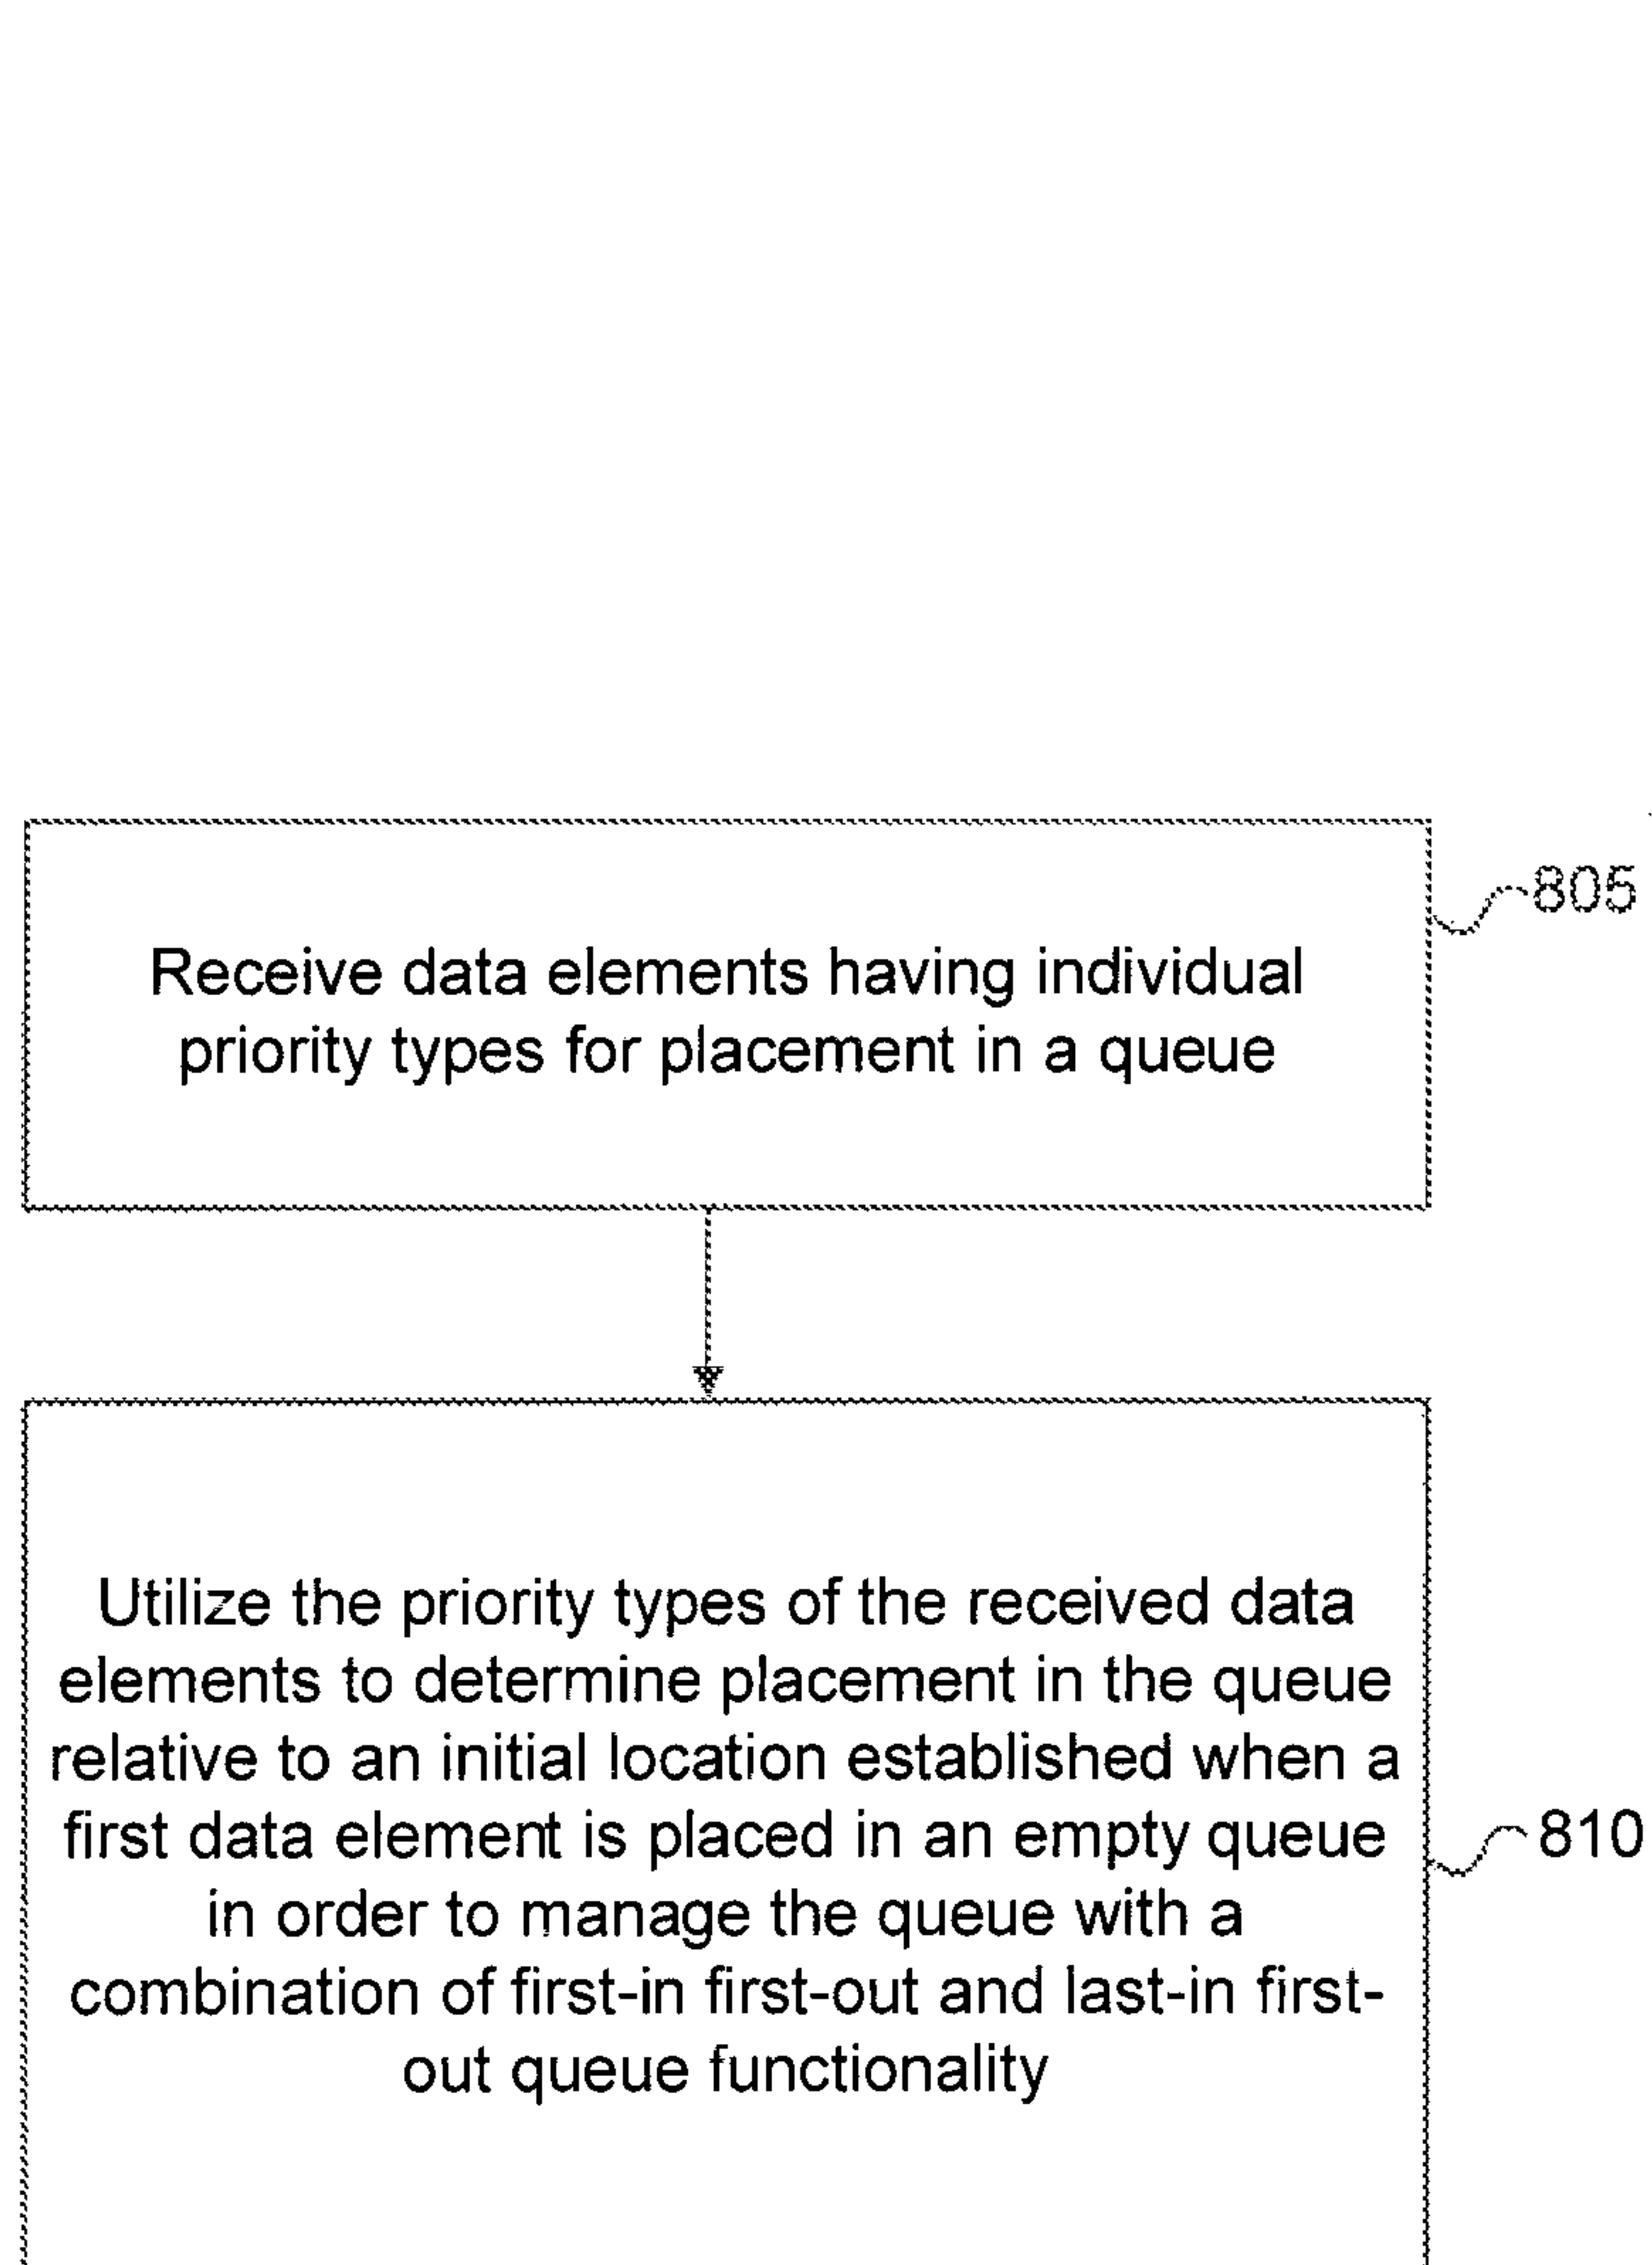 805
Receive data elements having individual
priority types for placement in a queue
Utilize the priority types of the received data
elements to determine placement in the queue
relative to an initial location established when a
first data element is placed in an empty queue
in order to manage the queue with a
combination of first-in first-out and last-in first-
out queue functionality
810